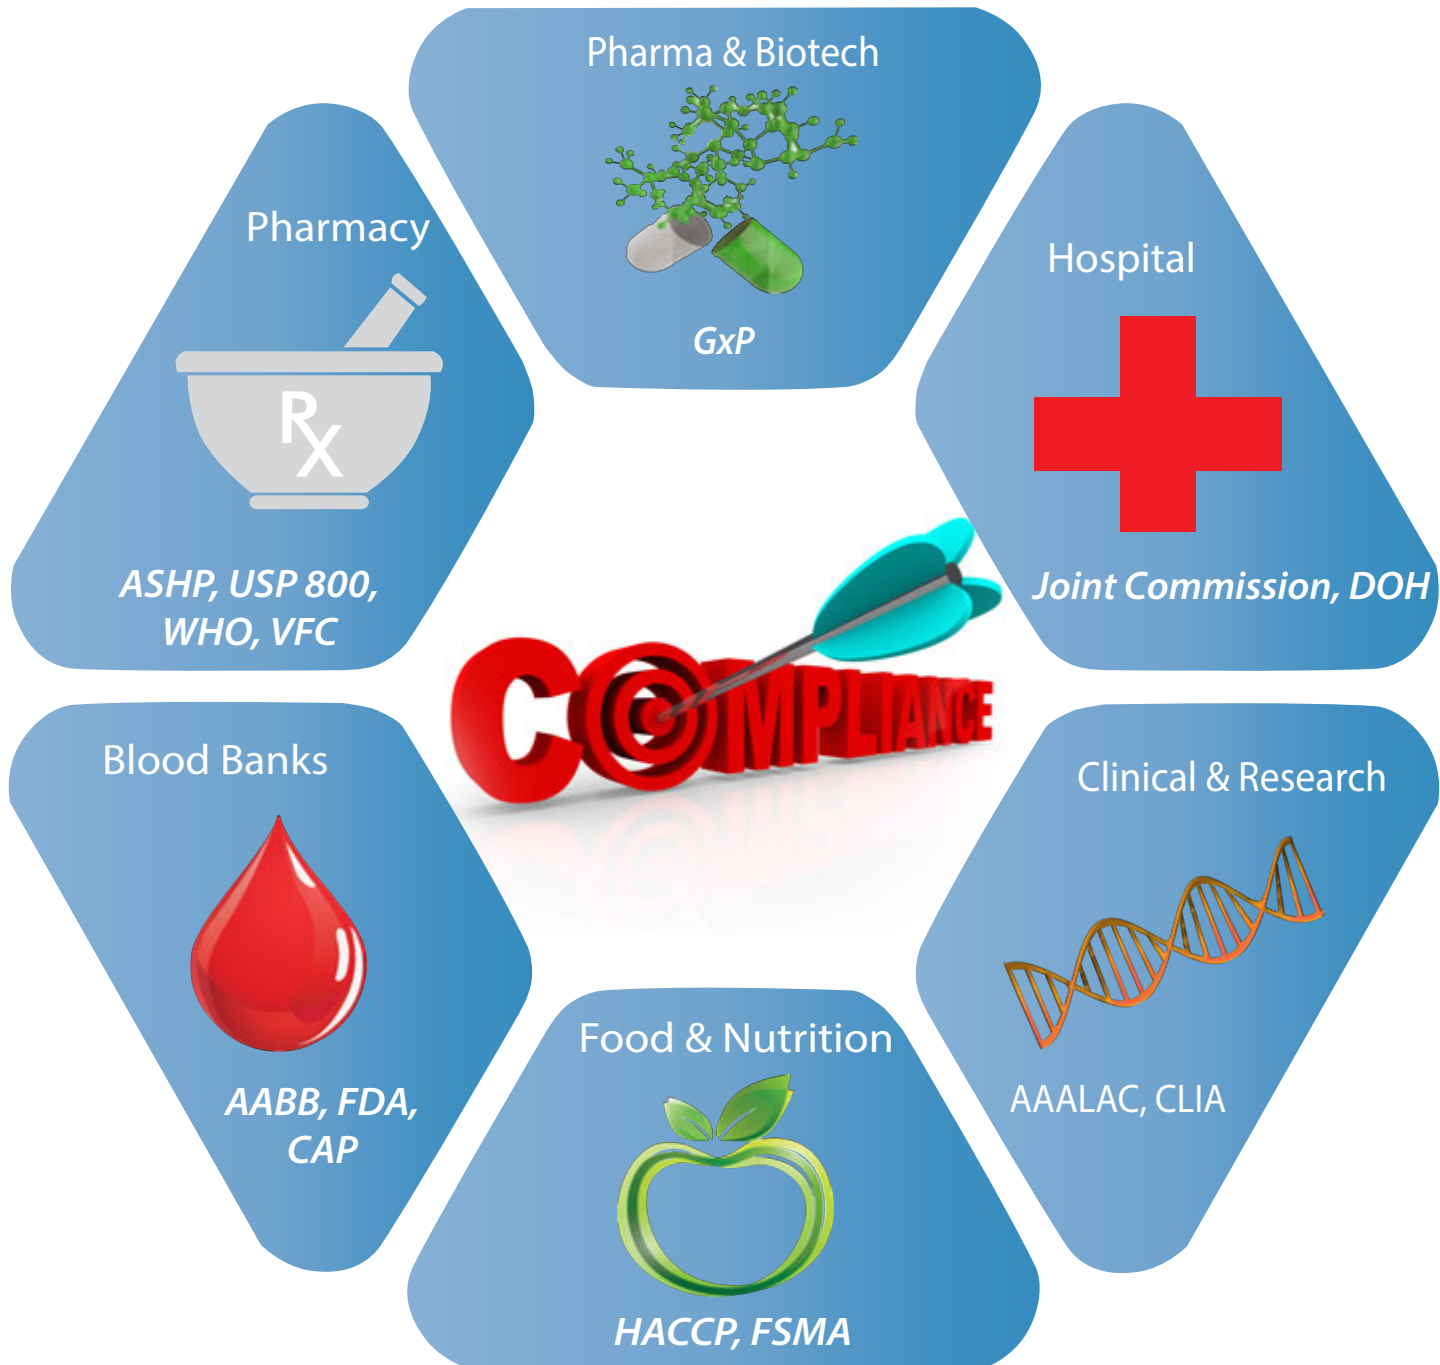 Pharma & Biotech
GxP
Pharmacy
Rx
ASHP, USP 800,
WHO, VFC
Hospital
Joint Commission, DOH
COMPLIANCE
Blood Banks
AABB, FDA,
CAP
Clinical & Research
AAALAC, CLIA
Food & Nutrition
HACCP, FSMA